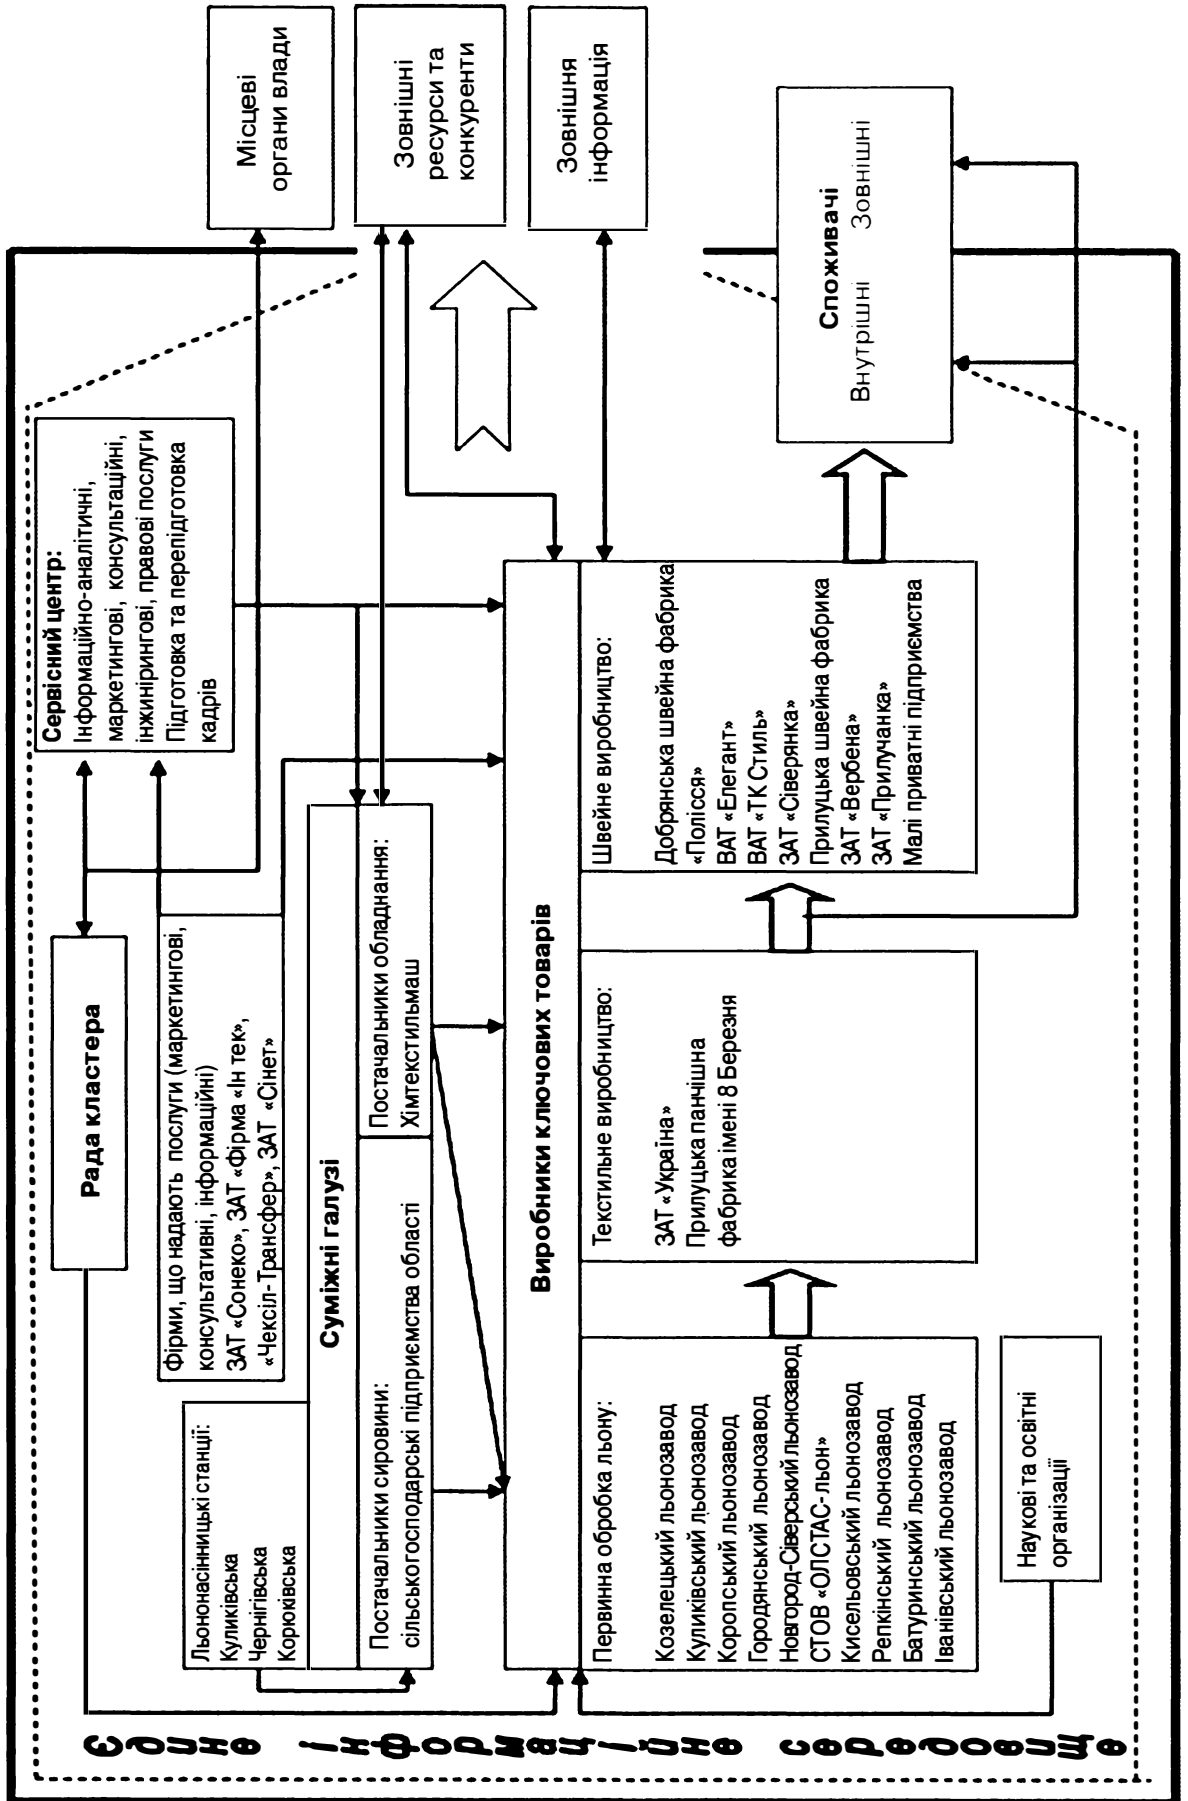 Єдине інформаційне середовище
Рада кластера
Сервісний центр:
Інформаційно-аналітичні,
маркетингові, консультаційні,
інжинірингові, правові послуги
Підготовка та перепідготовка
кадрів
Місцеві
органи влади
Фірми, що надають послуги (маркетингові,
консультативні, інформаційні)
ЗАТ «Сонеко», ЗАТ «Фірма «Ін тек»,
«Чексіл-Трансфер», ЗАТ «Сінет»
Льононасінницькі станції:
Куликівська
Чернігівська
Корюківська
Суміжні галузі
Постачальники сировини:
сільськогосподарські підприємства області
Постачальники обладнання:
Хімтекстильмаш
Зовнішні
ресурси та
конкуренти
Зовнішня
інформація
Виробники ключових товарів
Первинна обробка льону:
Козелецький льонозавод
Куликівський льонозавод
Коропський льонозавод
Городянський льонозавод
Новгород-Сіверський льонозавод
СТОВ «ОЛСТАС-льон»
Кисельовський льонозавод
Репкінський льонозавод
Батуринський льонозавод
Іванівський льонозавод
Текстильне виробництво:
ЗАТ «Україна»
Прилуцька панчішна
фабрика імені 8 Березня
Швейне виробництво:
Добрянська швейна фабрика
«Полісся»
ВАТ «Елегант»
ВАТ «ТК Стиль»
ЗАТ «Сіверянка»
Прилуцька швейна фабрика
ЗАТ «Вербена»
ЗАТ «Прилучанка»
Малі приватні підприємства
Споживачі
Внутрішні Зовнішні
Наукові та освітні
організації